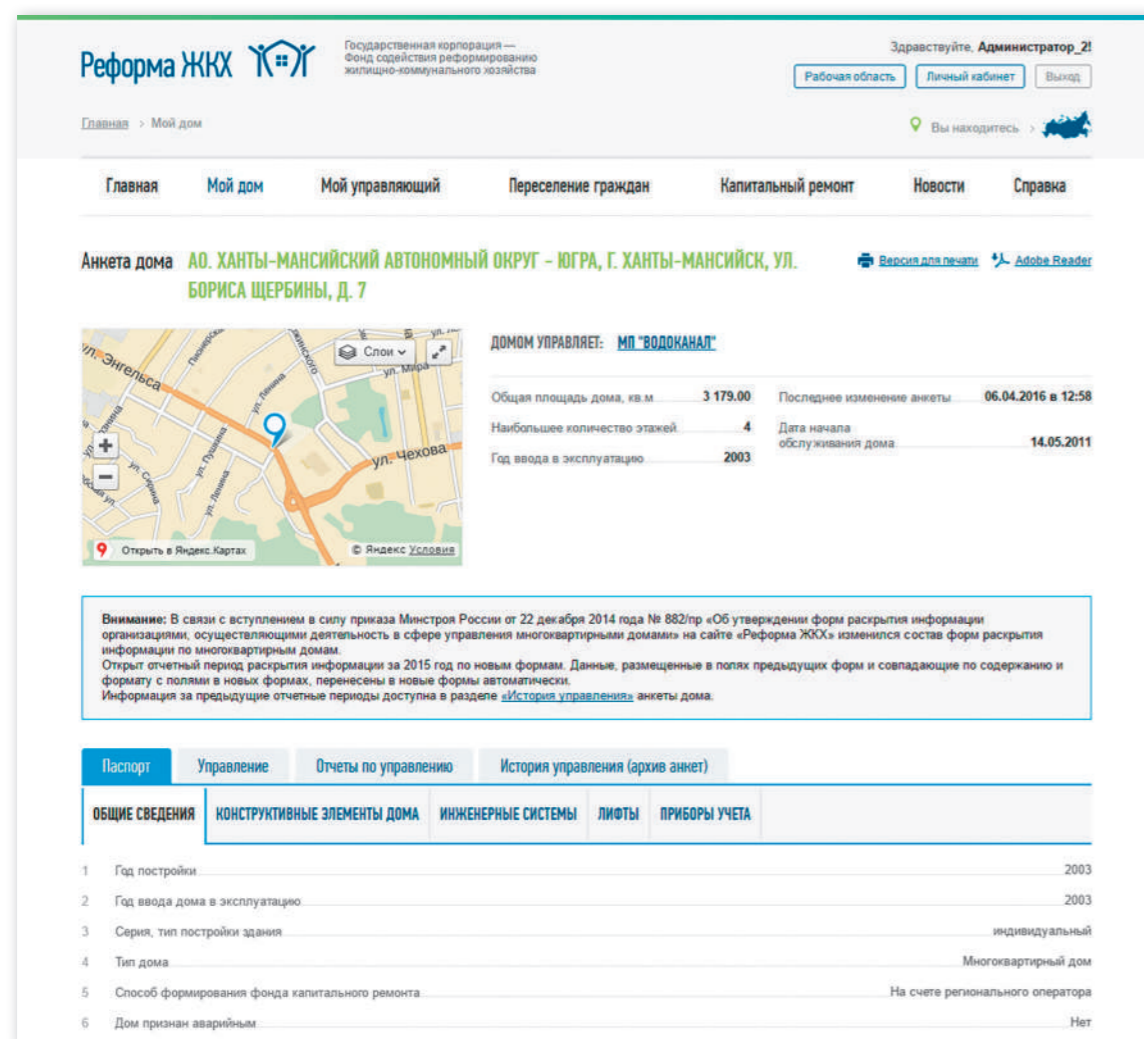 Реформа ЖКХ
Государственная корпорация —
Фонд содействия реформированию
жилищно-коммунального хозяйства
Здравствуйте, Администратор_2!
Рабочая область Личный кабинет Выход
Главная > Мой дом
Вы находитесь >
Главная Мой дом Мой управляющий Переселение граждан Капитальный ремонт Новости Справка
Анкета дома АО. ХАНТЫ-МАНСИЙСКИЙ АВТОНОМНЫЙ ОКРУГ - ЮГРА, Г. ХАНТЫ-МАНСИЙСК, УЛ.
БОРИСА ЩЕРБИНЫ, Д. 7
Версия для печати Adobe Reader
ул. Энгельса
ул. Мира
Слои
ул. Ленина
ул. Чехова
ул. Пушкина
ул. Сирина
ул. Ленина
Открыть в Яндекс.Картах
© Яндекс Условия
ДОМОМ УПРАВЛЯЕТ: МП "ВОДОКАНАЛ"
Общая площадь дома, кв.м 3 179.00
Наибольшее количество этажей 4
Год ввода в эксплуатацию 2003
Последнее изменение анкеты 06.04.2016 в 12:58
Дата начала
обслуживания дома 14.05.2011
Внимание: В связи с вступлением в силу приказа Минстроя России от 22 декабря 2014 года № 882/пр «Об утверждении форм раскрытия информации
организациями, осуществляющими деятельность в сфере управления многоквартирными домами» на сайте «Реформа ЖКХ» изменился состав форм раскрытия
информации по многоквартирным домам.
Открыт отчетный период раскрытия информации за 2015 год по новым формам. Данные, размещенные в полях предыдущих форм и совпадающие по содержанию и
формату с полями в новых формах, перенесены в новые формы автоматически.
Информация за предыдущие отчетные периоды доступна в разделе «История управления» анкеты дома.
Паспорт Управление Отчеты по управлению История управления (архив анкет)
ОБЩИЕ СВЕДЕНИЯ КОНСТРУКТИВНЫЕ ЭЛЕМЕНТЫ ДОМА ИНЖЕНЕРНЫЕ СИСТЕМЫ ЛИФТЫ ПРИБОРЫ УЧЕТА
1 Год постройки 2003
2 Год ввода дома в эксплуатацию 2003
3 Серия, тип постройки здания индивидуальный
4 Тип дома Многоквартирный дом
5 Способ формирования фонда капитального ремонта На счете регионального оператора
6 Дом признан аварийным Нет